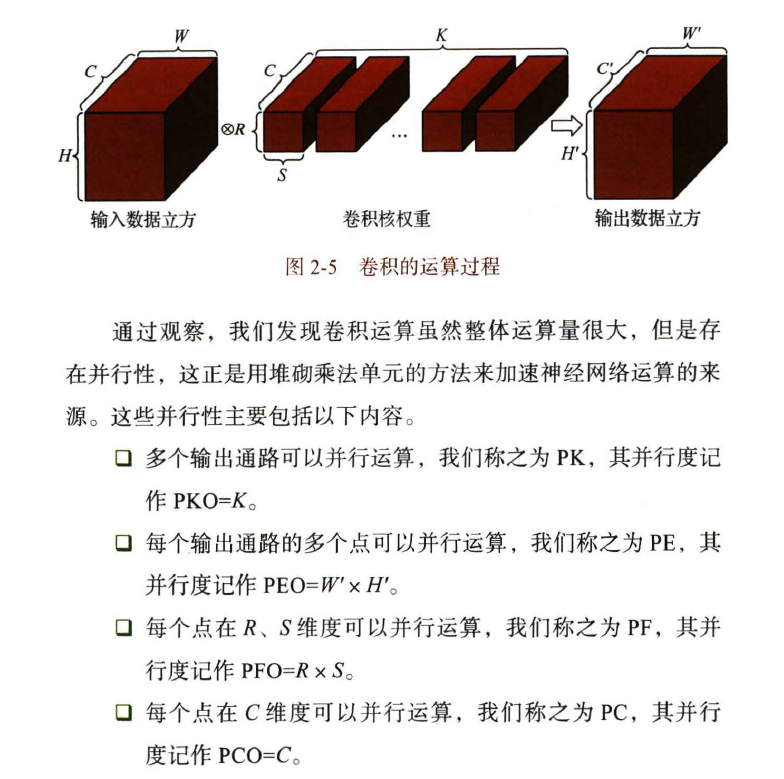 W
K
W'
C
C
C'
H
⊗R
…
H'
S
输入数据立方
卷积核权重
输出数据立方
图 2-5 卷积的运算过程
通过观察，我们发现卷积运算虽然整体运算量很大，但是存
在并行性，这正是用堆砌乘法单元的方法来加速神经网络运算的来
源。这些并行性主要包括以下内容。
❑ 多个输出通路可以并行运算，我们称之为 PK，其并行度记
作 PKO=K。
❑ 每个输出通路的多个点可以并行运算，我们称之为 PE，其
并行度记作 PEO=W' × H'。
❑ 每个点在 R、S 维度可以并行运算，我们称之为 PF，其并
行度记作 PFO=R × S。
❑ 每个点在 C 维度可以并行运算，我们称之为 PC，其并行
度记作 PCO=C。